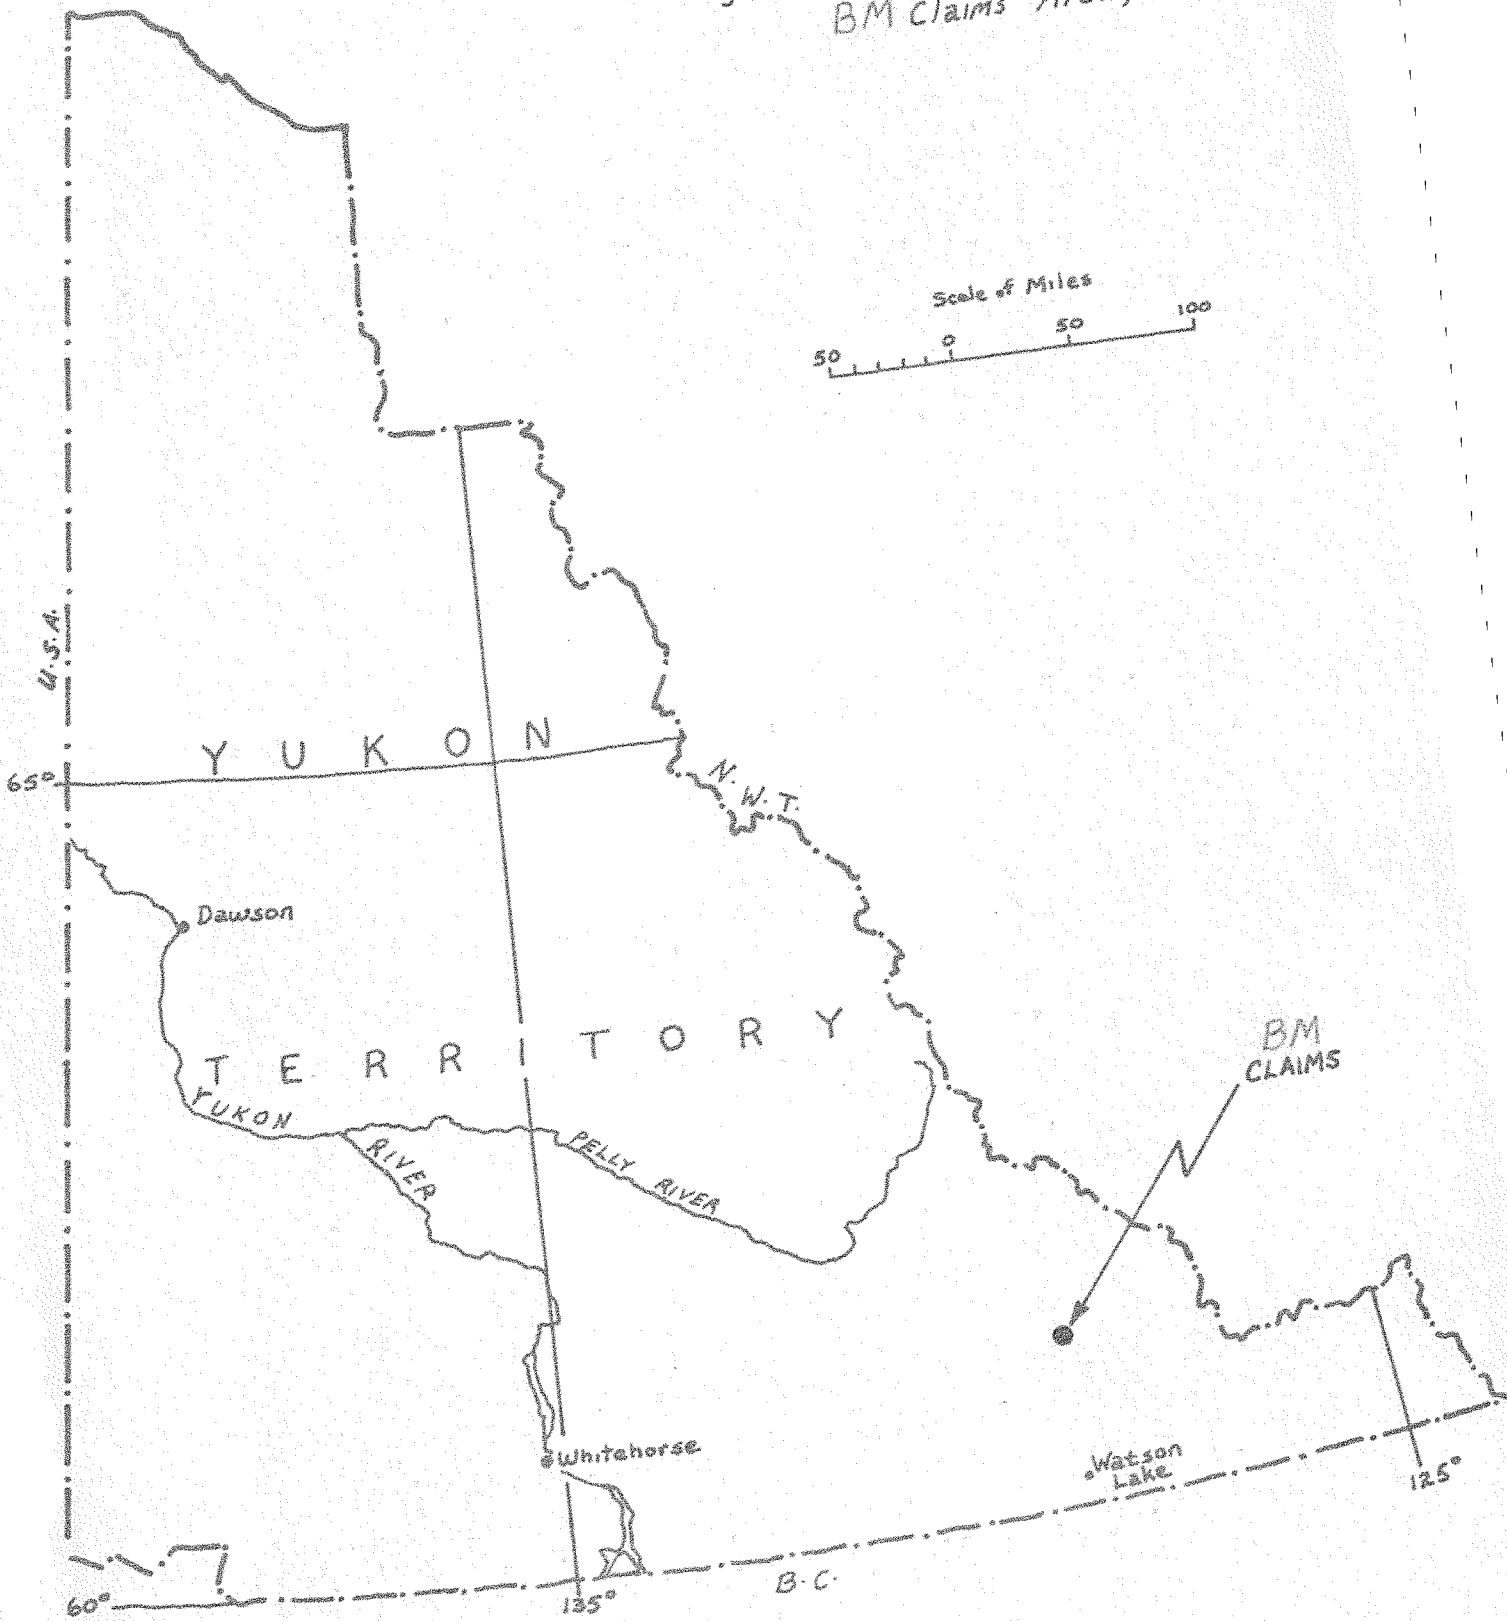 BM Claims
Scale of Miles
50 0 50 100
U.S.A.
YUKON
65°
N.W.T.
Dawson
TERRITORY
BM
CLAIMS
YUKON RIVER
PELLY RIVER
Whitehorse
Watson
Lake
125°
B.C.
60°
135°